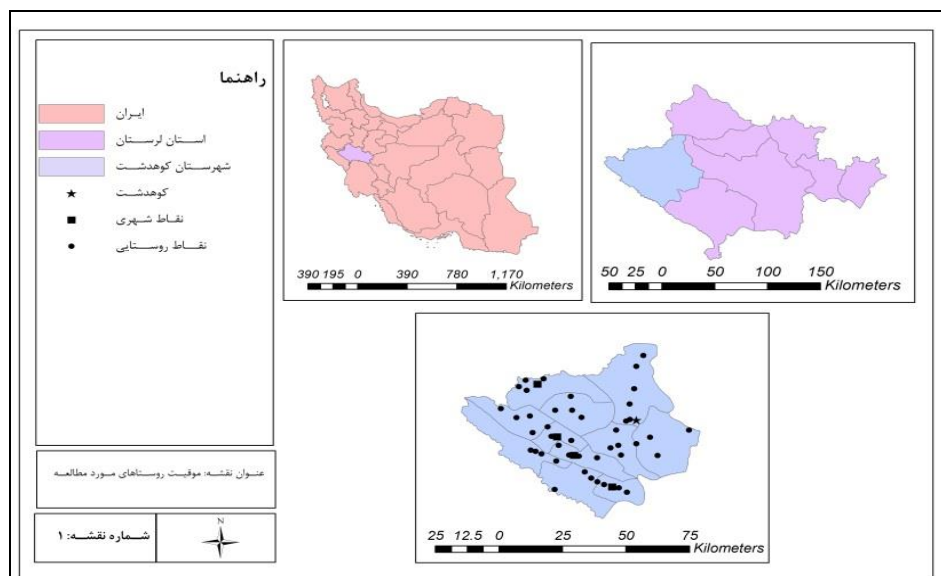 راهنما
ایران
استان لرستان
شهرستان کوهدشت
کوهدشت
نقاط شهری
نقاط روستایی
390 195 0 390 780 1,170
Kilometers
50 25 0 50 100 150
Kilometers
25 12.5 0 25 50 75
Kilometers
عنوان نقشه: موقیت روستاهای مورد مطالعه
شماره نقشه: ۱
N